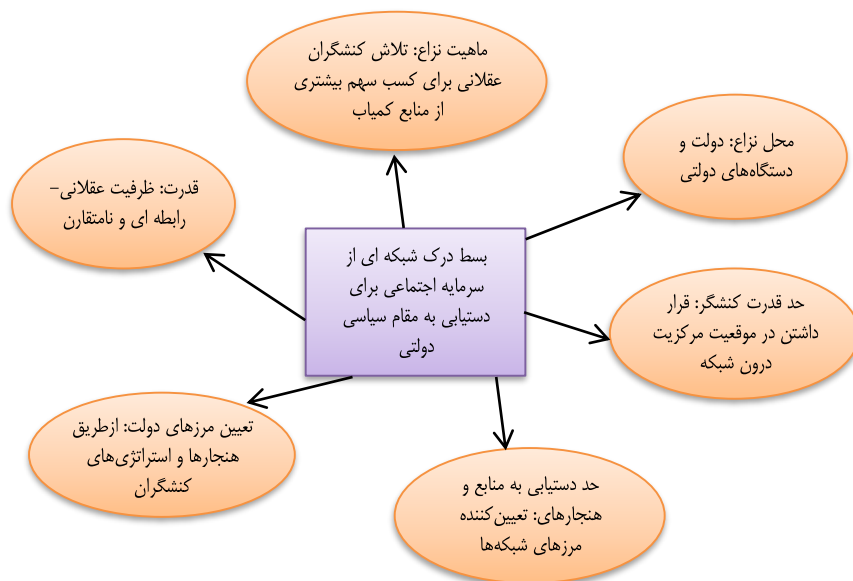 ماهیت نزاع: تلاش کنشگران
عقلانی برای کسب سهم بیشتری
از منابع کمیاب
محل نزاع: دولت و
دستگاه‌های دولتی
قدرت: ظرفیت عقلانی-
رابطه ای و نامتقارن
بسط درک شبکه ای از
سرمایه اجتماعی برای
دستیابی به مقام سیاسی
دولتی
حد قدرت کنشگر: قرار
داشتن در موقعیت مرکزیت
درون شبکه
تعیین مرزهای دولت: ازطریق
هنجارها و استراتژی‌های
کنشگران
حد دستیابی به منابع و
هنجارهای: تعیین‌کننده
مرزهای شبکه‌ها